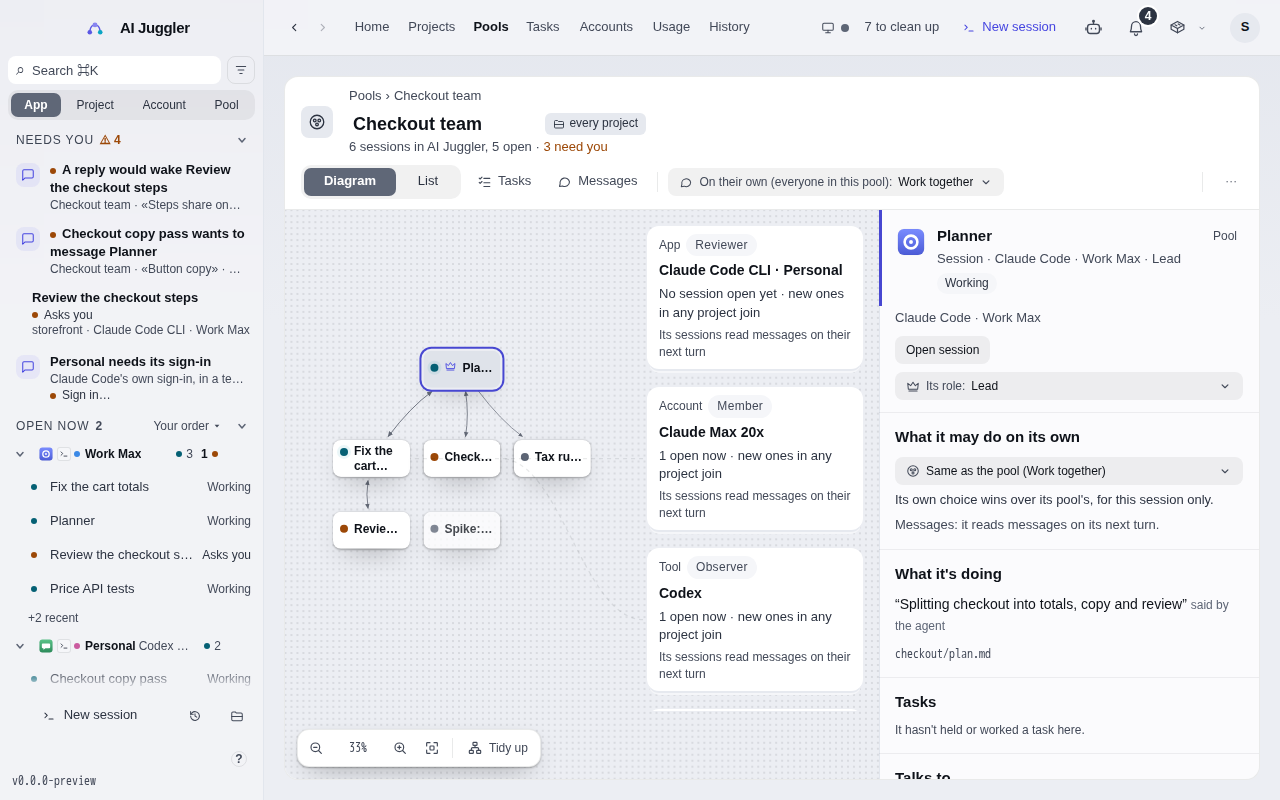 AI Juggler
Search ⌘K
App Project Account Pool
NEEDS YOU 4
A reply would wake Review the checkout steps
Checkout team · «Steps share on…
Checkout copy pass wants to message Planner
Checkout team · «Button copy» · …
Review the checkout steps
Asks you
storefront · Claude Code CLI · Work Max
Personal needs its sign-in
Claude Code's own sign-in, in a te…
Sign in…
OPEN NOW 2 Your order
Work Max 3 1
Fix the cart totals Working
Planner Working
Review the checkout s… Asks you
Price API tests Working
+2 recent
Personal Codex … 2
Checkout copy pass Working
New session
?
v0.0.0-preview
Home Projects Pools Tasks Accounts Usage History
7 to clean up
New session
4
S
Pools › Checkout team
Checkout team
every project
6 sessions in AI Juggler, 5 open · 3 need you
Diagram List Tasks Messages
On their own (everyone in this pool): Work together
Pla…
Fix the
cart…
Check…
Tax ru…
Revie…
Spike:…
App Reviewer
Claude Code CLI · Personal
No session open yet · new ones
in any project join
Its sessions read messages on their
next turn
Account Member
Claude Max 20x
1 open now · new ones in any
project join
Its sessions read messages on their
next turn
Tool Observer
Codex
1 open now · new ones in any
project join
Its sessions read messages on their
next turn
33%
Tidy up
Planner Pool
Session · Claude Code · Work Max · Lead
Working
Claude Code · Work Max
Open session
Its role: Lead
What it may do on its own
Same as the pool (Work together)
Its own choice wins over its pool's, for this session only.
Messages: it reads messages on its next turn.
What it's doing
“Splitting checkout into totals, copy and review” said by
the agent
checkout/plan.md
Tasks
It hasn't held or worked a task here.
Talks to